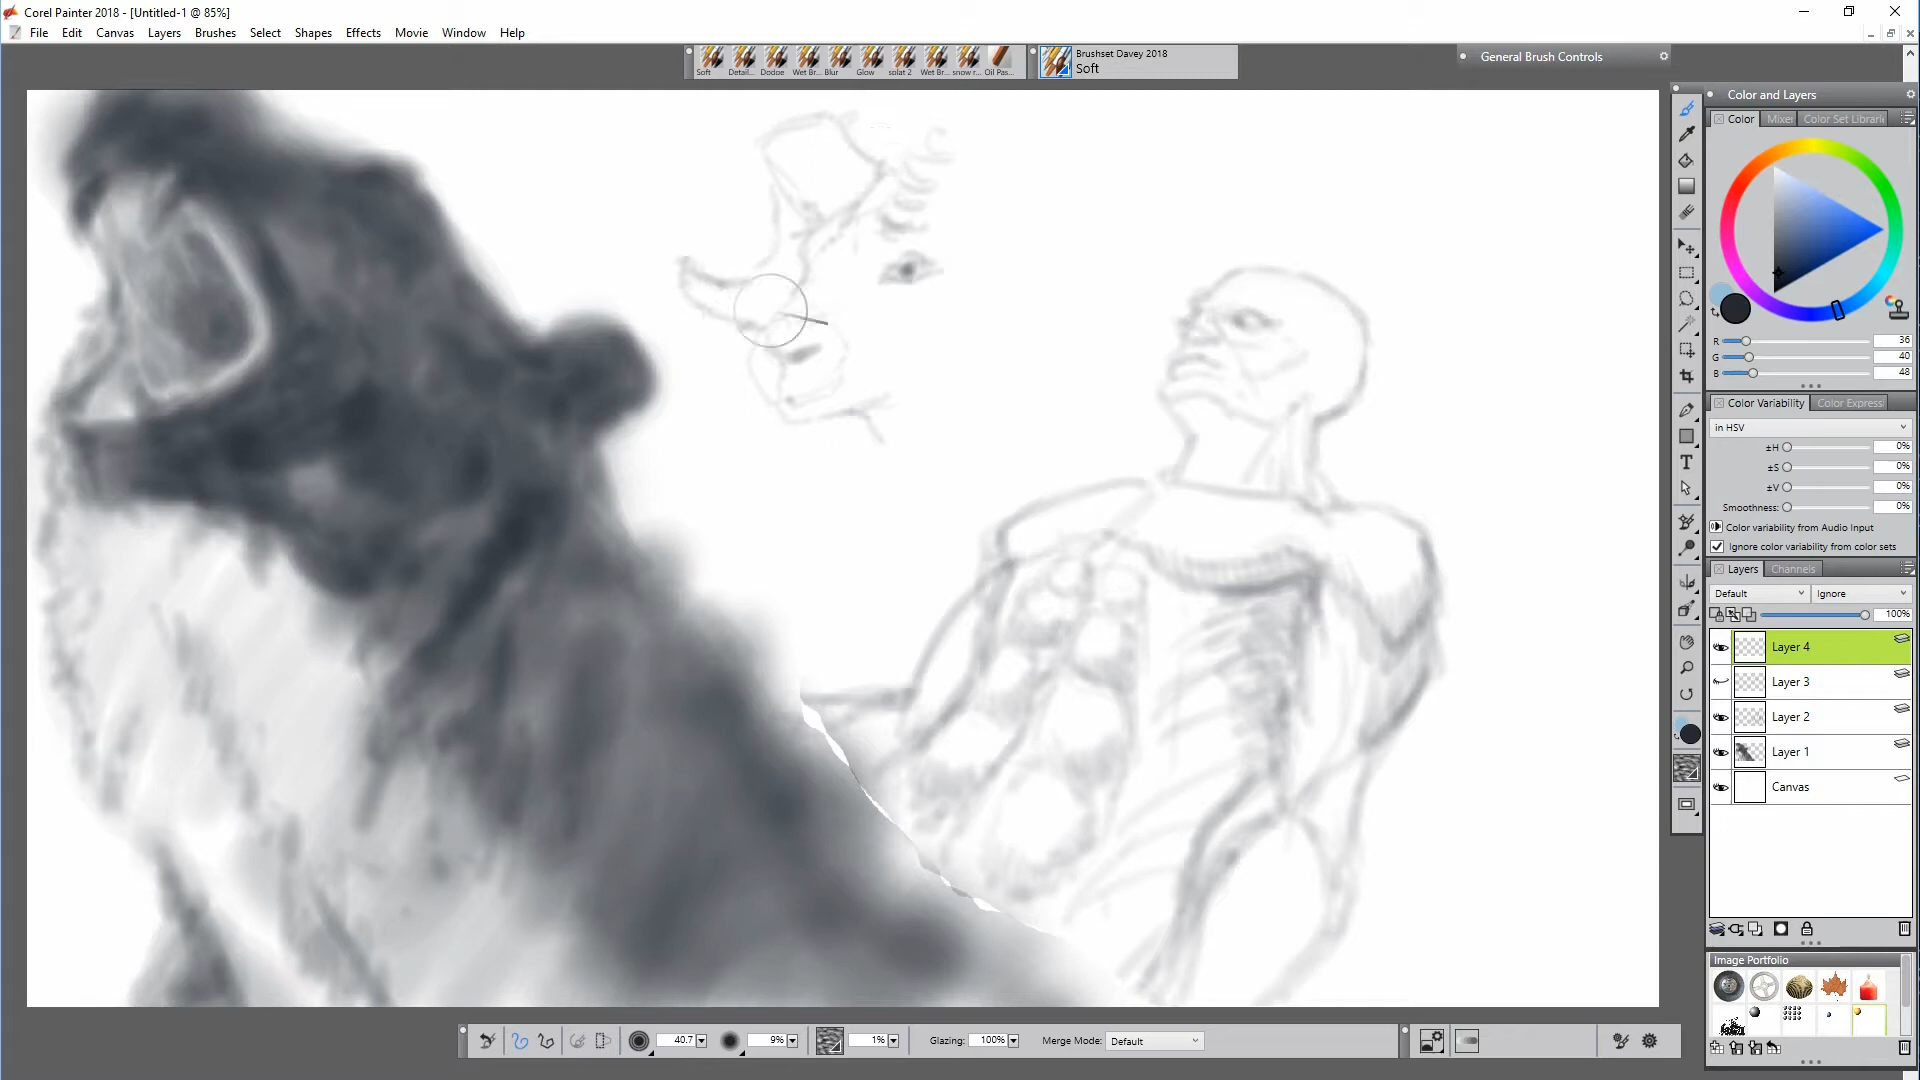 Corel Painter 2018 - [Untitled-1 @ 85%]
File Edit Canvas Layers Brushes Select Shapes Effects Movie Window Help
Soft Detail... Dodge Wet Br... Blur Glow solat 2 Wet Br... snow r... Oil Pas...
Brushset Davey 2018
Soft
General Brush Controls
Color and Layers
Color Mixer Color Set Librari
R 36
G 40
B 48
Color Variability Color Express
in HSV
±H 0%
±S 0%
±V 0%
Smoothness: 0%
Color variability from Audio Input
Ignore color variability from color sets
Layers Channels
Default Ignore
100%
Layer 4
Layer 3
Layer 2
Layer 1
Canvas
Image Portfolio
40.7 9% 1% Glazing: 100% Merge Mode: Default